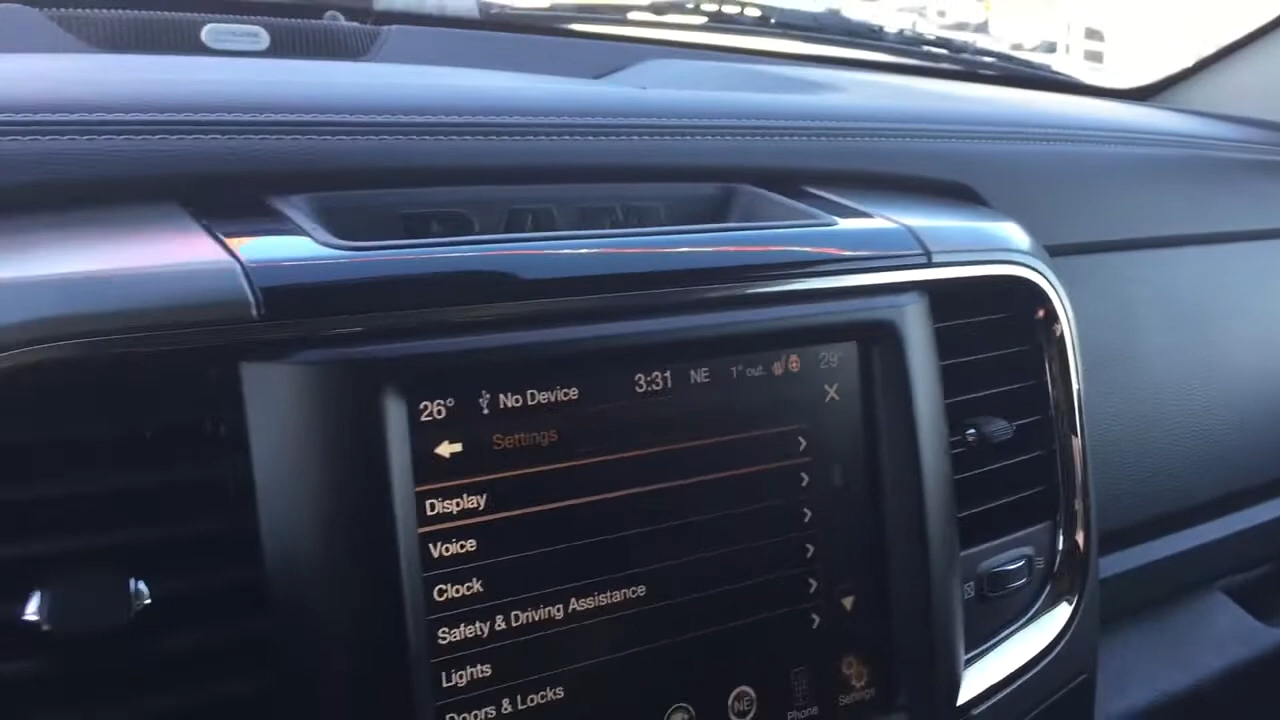 26° No Device 3:31 NE 1° out. 29°
Settings
Display
Voice
Clock
Safety & Driving Assistance
Lights
Doors & Locks
NE
Phone
Settings